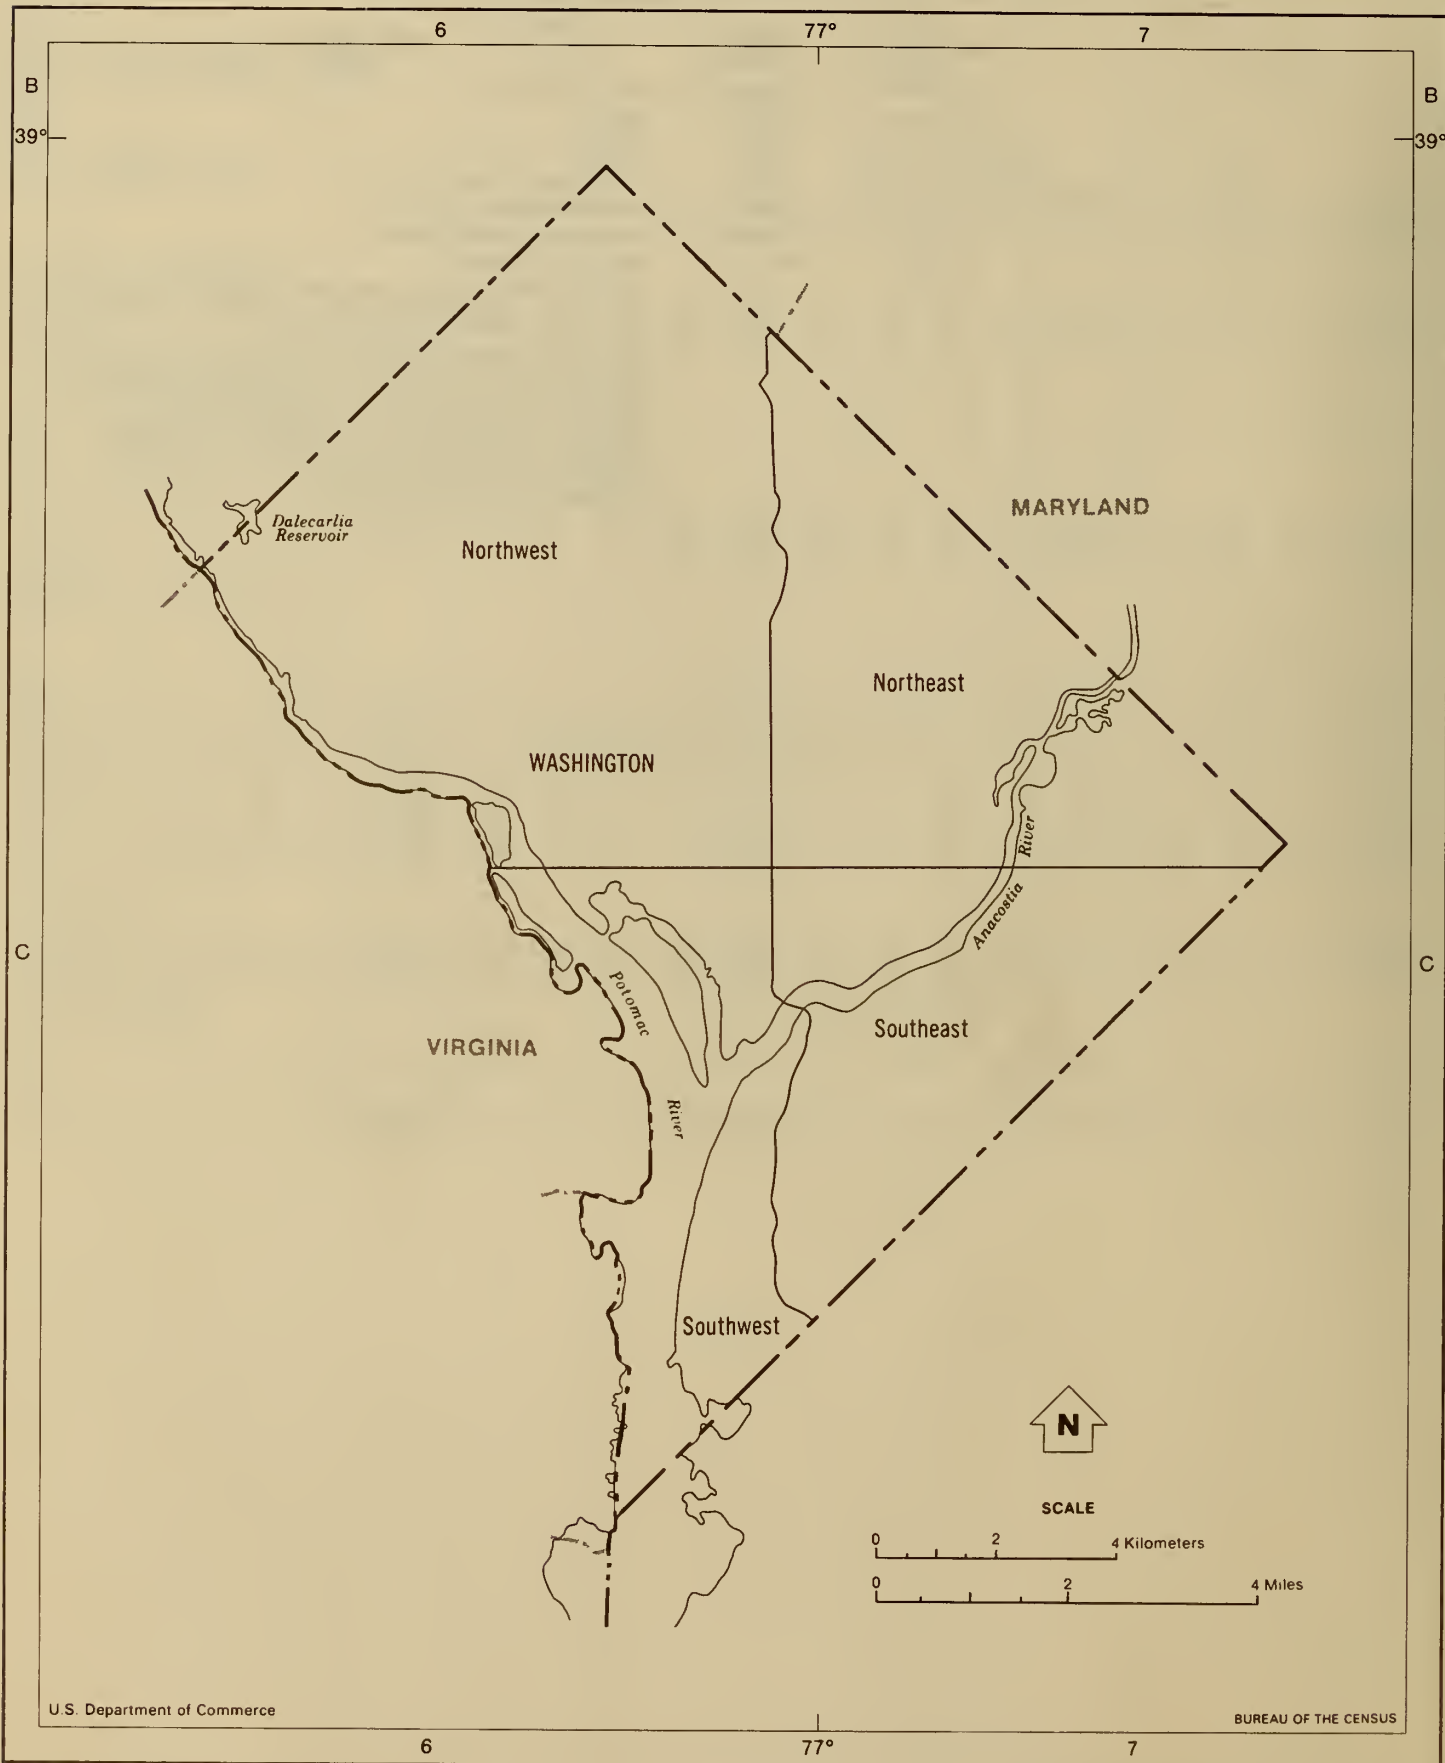 6 77° 7
B B
39° 39°
MARYLAND
Dalecarlia
Reservoir
Northwest
Northeast
WASHINGTON
River
Anacostia
C C
Potomac
Southeast
VIRGINIA
River
Southwest
N
SCALE
0 2 4 Kilometers
0 2 4 Miles
U.S. Department of Commerce
BUREAU OF THE CENSUS
6 77° 7